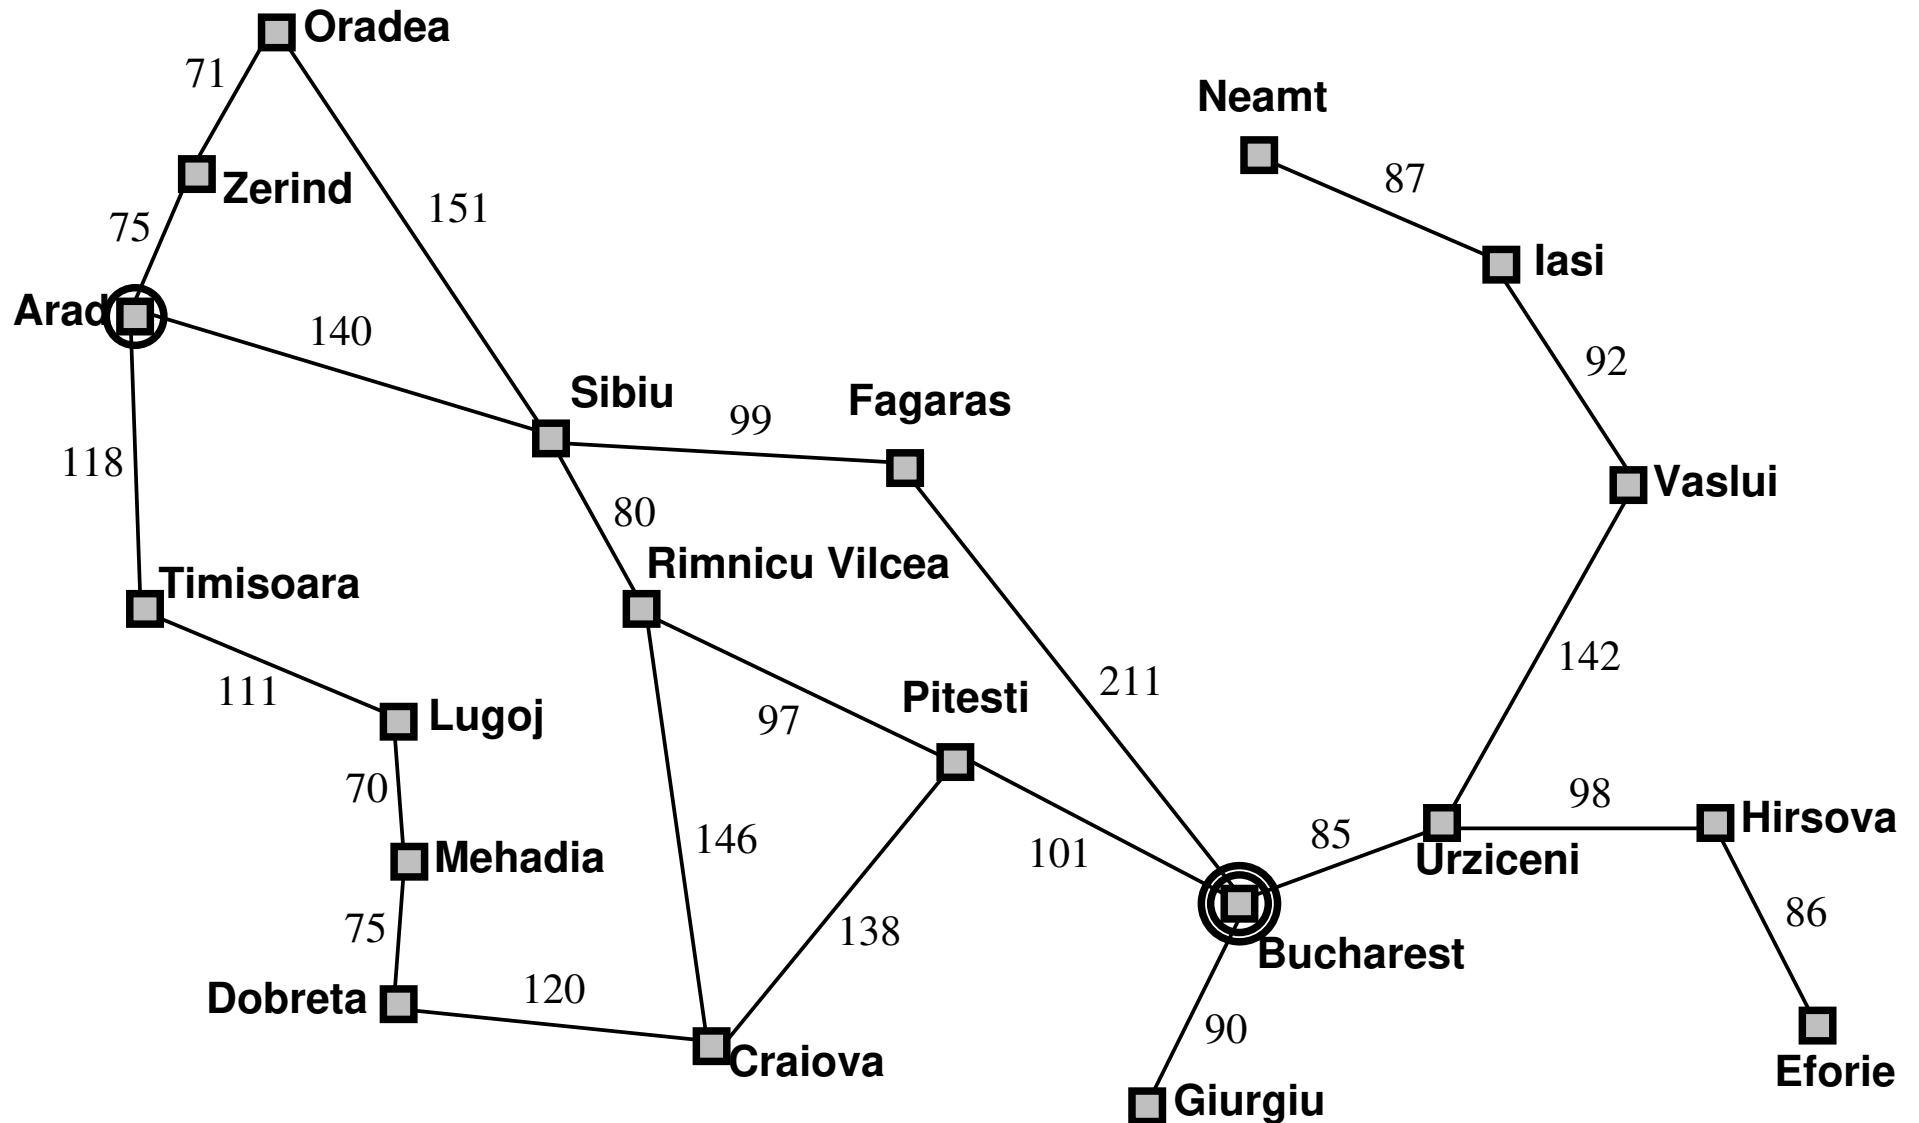 Oradea
71
Neamt
87
Zerind
151
75
Iasi
Arad
140
92
Sibiu
Fagaras
99
118
80
Vaslui
Rimnicu Vilcea
Timisoara
142
211
111
Pitesti
97
Lugoj
70
98
Hirsova
85
146
101
Urziceni
Mehadia
86
75
138
Bucharest
120
Dobreta
90
Craiova
Eforie
Giurgiu